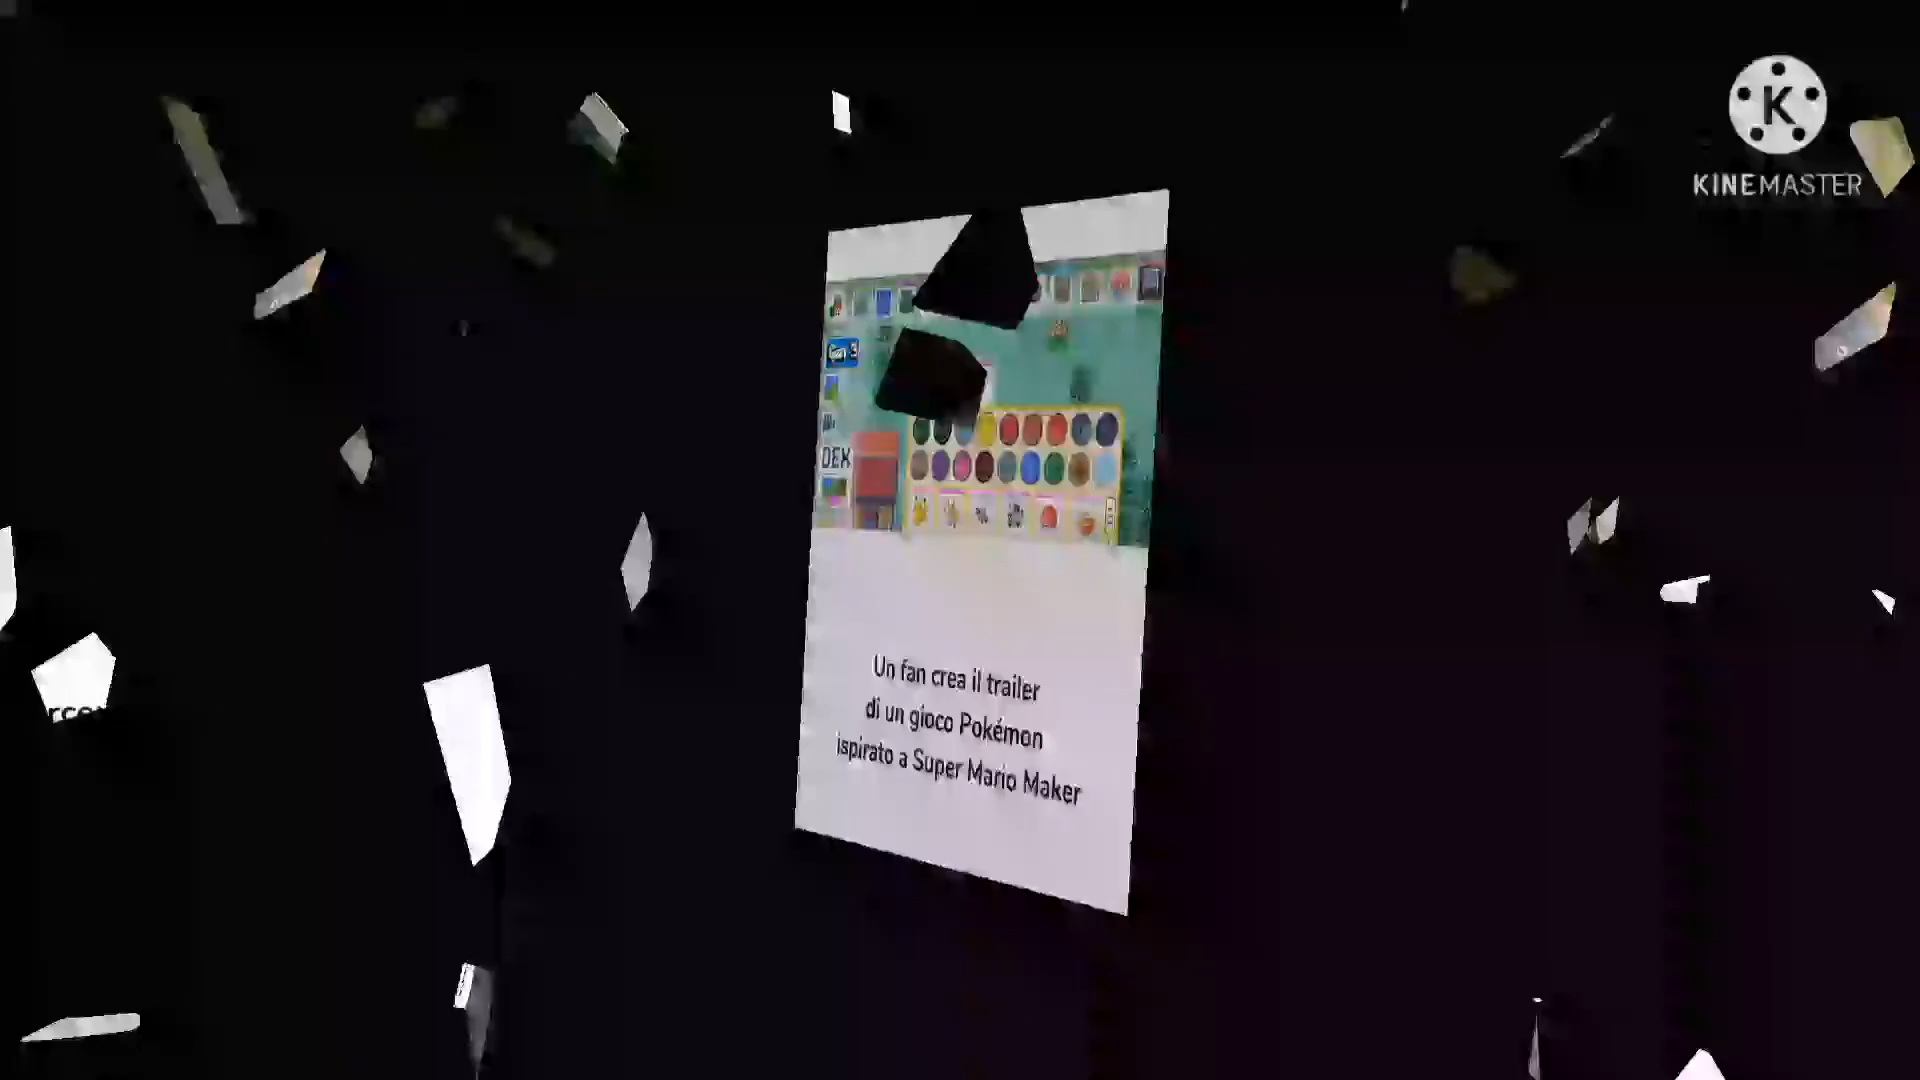 KINEMASTER
DEX
Un fan crea il trailer
di un gioco Pokémon
ispirato a Super Mario Maker